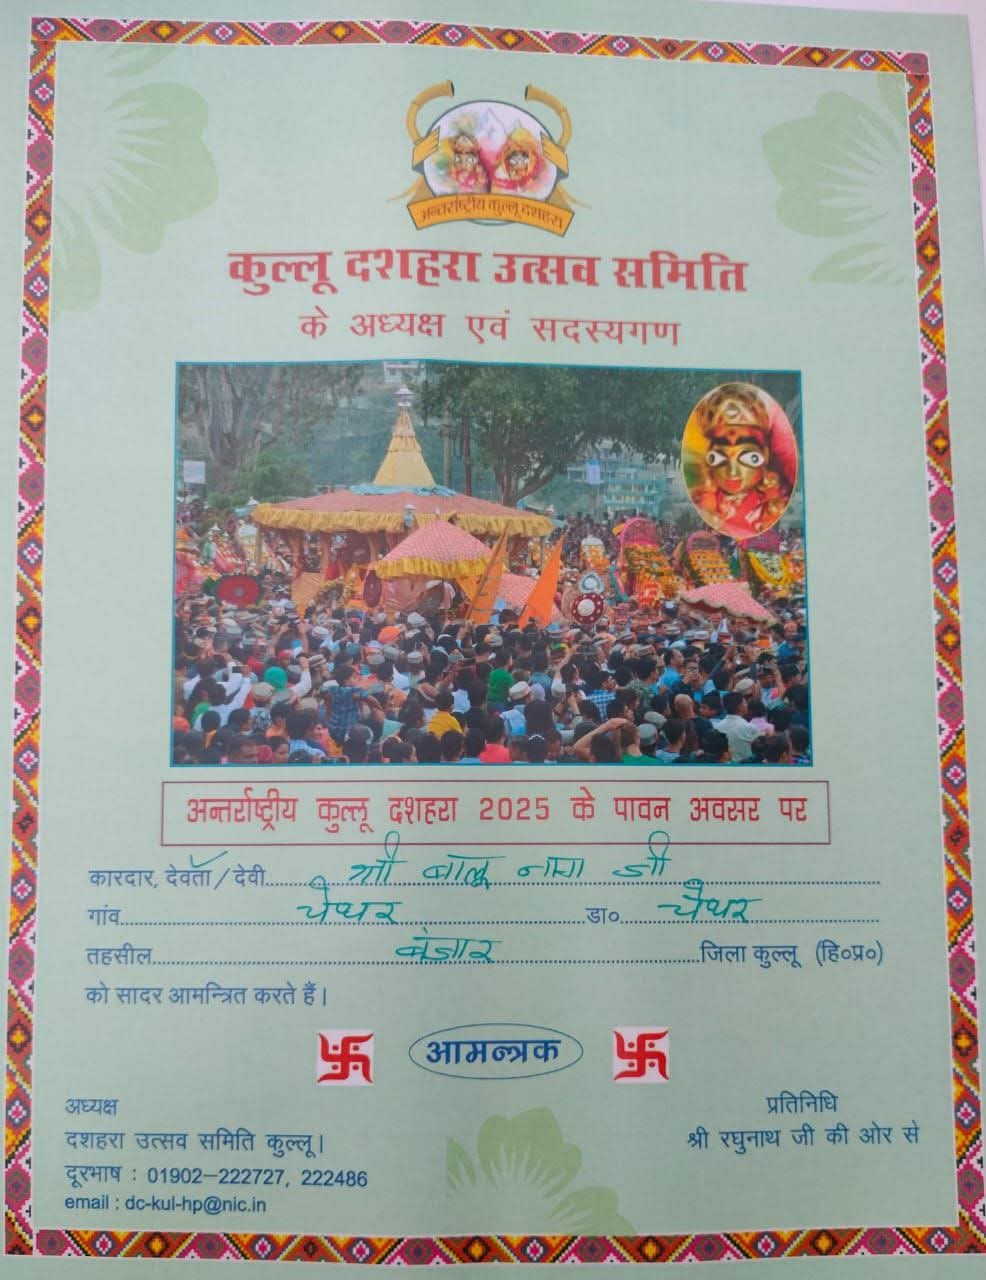 अन्तर्राष्ट्रीय कुल्लू दशहरा
कुल्लू दशहरा उत्सव समिति
के अध्यक्ष एवं सदस्यगण
अन्तर्राष्ट्रीय कुल्लू दशहरा 2025 के पावन अवसर पर
कारदार, देवता / देवी श्री बालू नाग जी
गांव चेथर डा० चेथर
तहसील बंजार जिला कुल्लू (हि०प्र०)
को सादर आमन्त्रित करते हैं।
आमन्त्रक
अध्यक्ष
दशहरा उत्सव समिति कुल्लू।
दूरभाष : 01902-222727, 222486
email : dc-kul-hp@nic.in
प्रतिनिधि
श्री रघुनाथ जी की ओर से